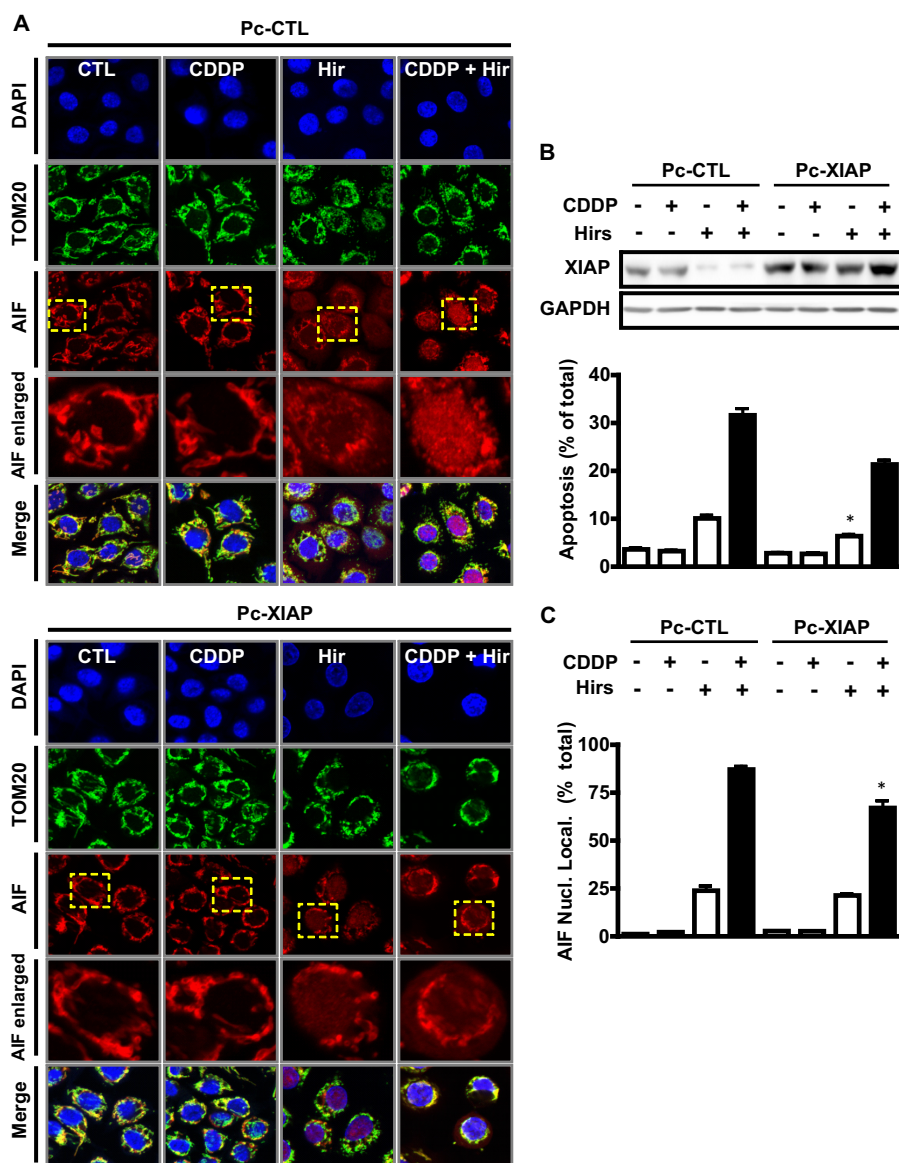 A
Pc-CTL
CTL CDDP Hir CDDP + Hir
DAPI
TOM20
AIF
AIF enlarged
Merge
Pc-XIAP
CTL CDDP Hir CDDP + Hir
DAPI
TOM20
AIF
AIF enlarged
Merge
B
Pc-CTL Pc-XIAP
CDDP - + - + - + - +
Hirs - - + + - - + +
XIAP
GAPDH
Apoptosis (% of total)
40
30
20
10
0
*
C
Pc-CTL Pc-XIAP
CDDP - + - + - + - +
Hirs - - + + - - + +
AIF Nucl. Local. (% total)
100
75
50
25
0
*